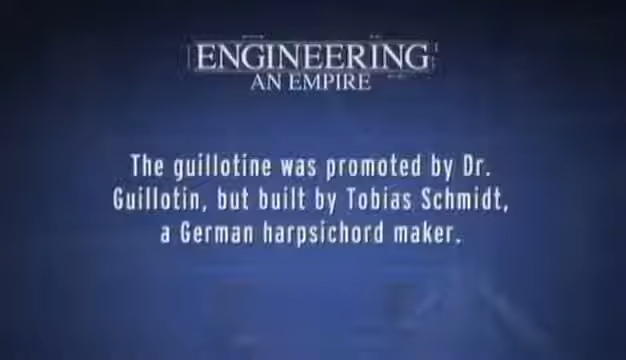 ENGINEERING
AN EMPIRE
The guillotine was promoted by Dr.
Guillotin, but built by Tobias Schmidt,
a German harpsichord maker.